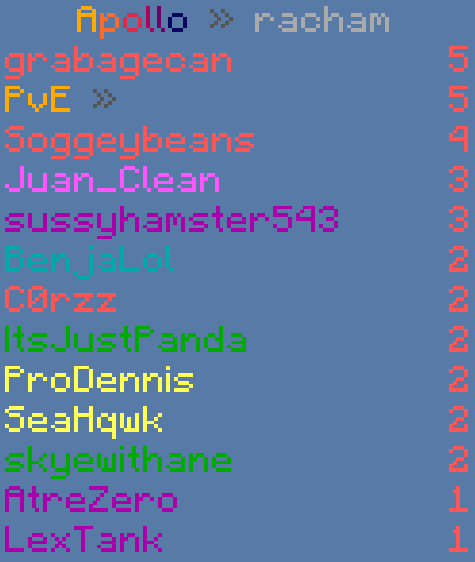 Apollo » racham
grabagecan 5
PvE » 5
Soggeybeans 4
Juan_Clean 3
sussyhamster543 3
BenjaLol 2
C0rzz 2
ItsJustPanda 2
ProDennis 2
SeaHqwk 2
skyewithane 2
AtreZero 1
LexTank 1